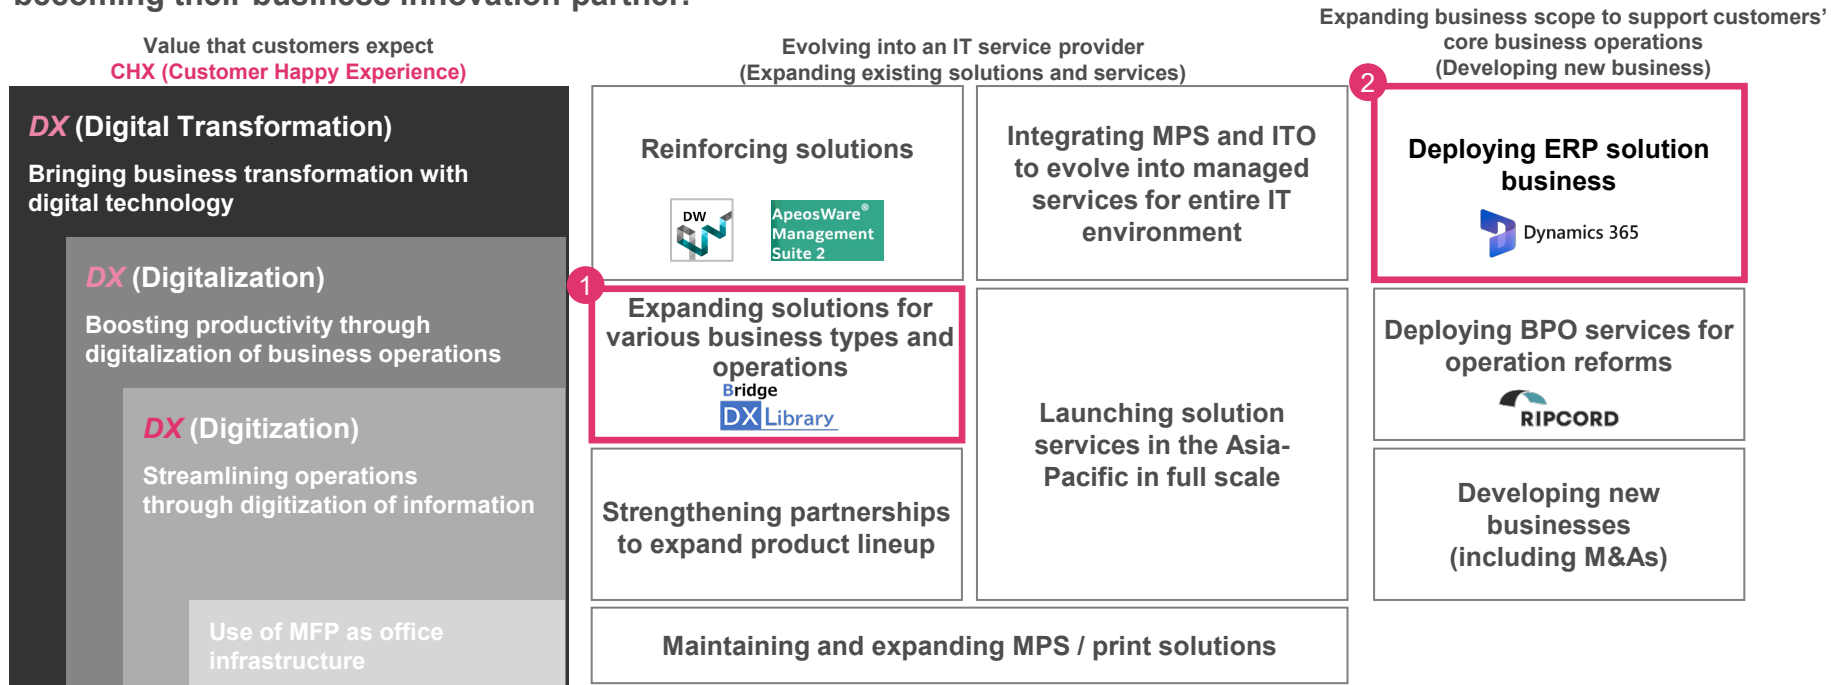 becoming their business innovation partner.
Value that customers expect
CHX (Customer Happy Experience)
DX (Digital Transformation)
Bringing business transformation with
digital technology
DX (Digitalization)
Boosting productivity through
digitalization of business operations
DX (Digitization)
Streamlining operations
through digitization of information
Use of MFP as office
infrastructure
Evolving into an IT service provider
(Expanding existing solutions and services)
Reinforcing solutions
DW
ApeosWare®
Management
Suite 2
Integrating MPS and ITO
to evolve into managed
services for entire IT
environment
1
Expanding solutions for
various business types and
operations
Bridge
DX Library
Launching solution
services in the Asia-
Pacific in full scale
Strengthening partnerships
to expand product lineup
Maintaining and expanding MPS / print solutions
Expanding business scope to support customers’
core business operations
(Developing new business)
2
Deploying ERP solution
business
Dynamics 365
Deploying BPO services for
operation reforms
RIPCORD
Developing new
businesses
(including M&As)